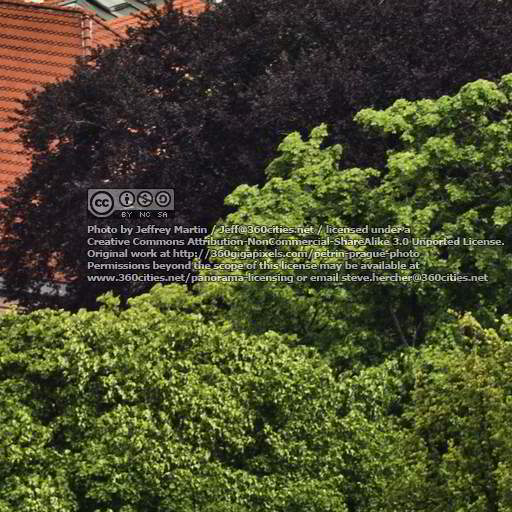 cc BY NC SA
Photo by Jeffrey Martin / Jeff@360cities.net / licensed under a
Creative Commons Attribution-NonCommercial-ShareAlike 3.0 Unported License.
Original work at http://360gigapixels.com/petrin-prague-photo
Permissions beyond the scope of this license may be available at
www.360cities.net/panorama-licensing or email steve.hercher@360cities.net